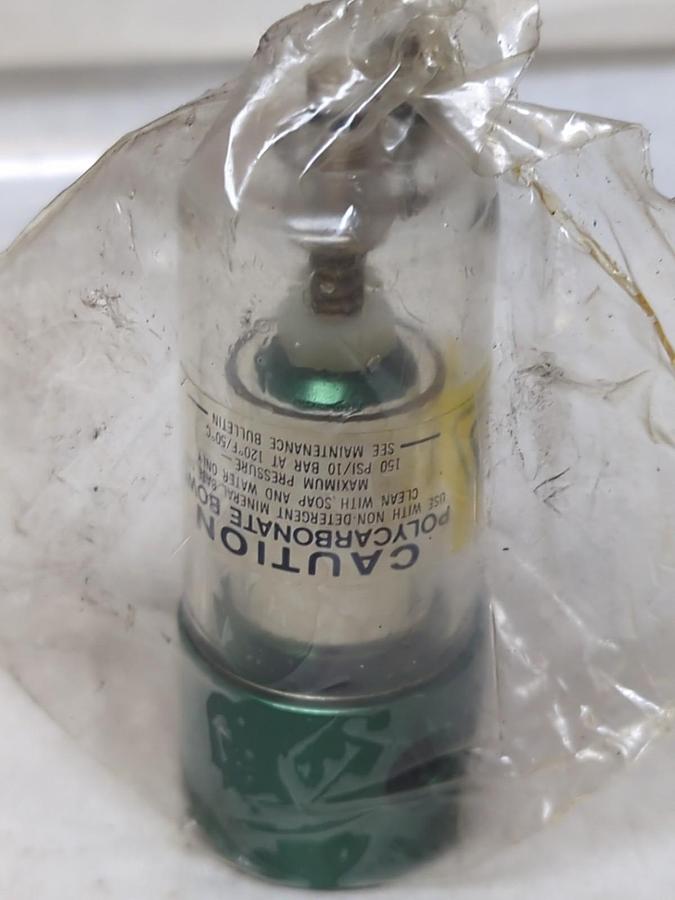 CAUTION
POLYCARBONATE BOWL
USE WITH NON-DETERGENT MINERAL BASE
CLEAN WITH SOAP AND WATER ONLY
MAXIMUM PRESSURE
150 PSI/10 BAR AT 120°F/50°C
SEE MAINTENANCE BULLETIN